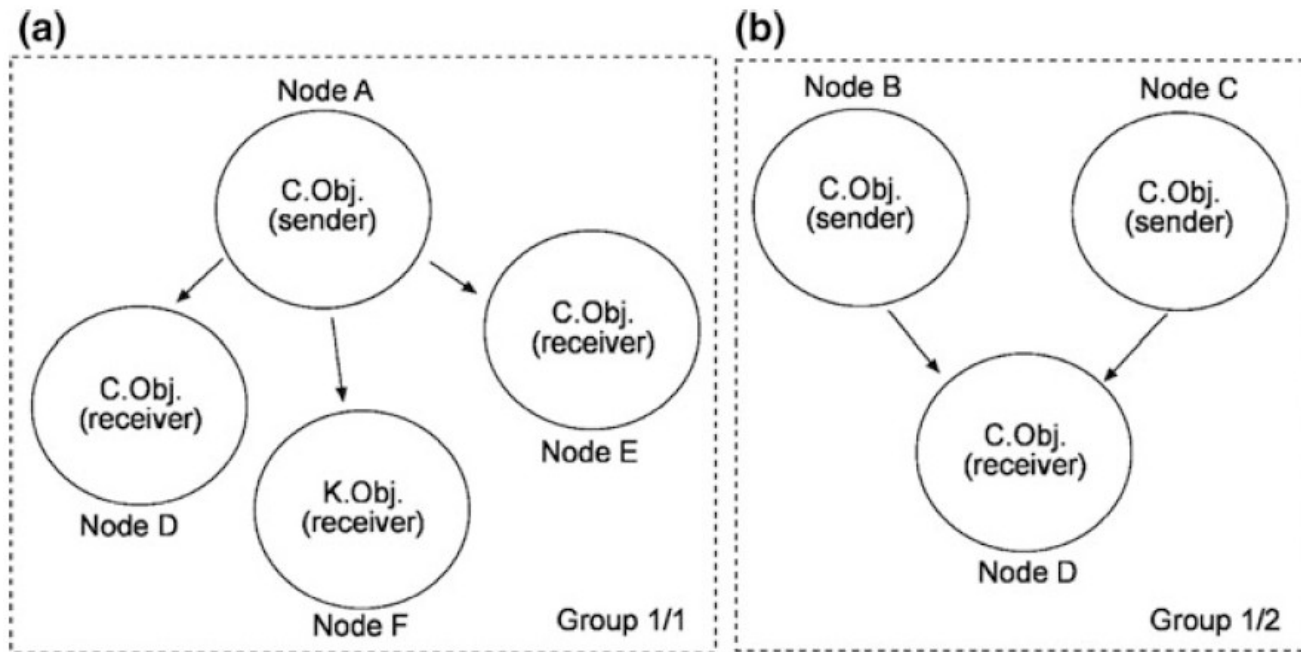 (a)
Node A
C.Obj.
(sender)
C.Obj.
(receiver)
Node D
K.Obj.
(receiver)
Node F
C.Obj.
(receiver)
Node E
Group 1/1
(b)
Node B
C.Obj.
(sender)
Node C
C.Obj.
(sender)
C.Obj.
(receiver)
Node D
Group 1/2